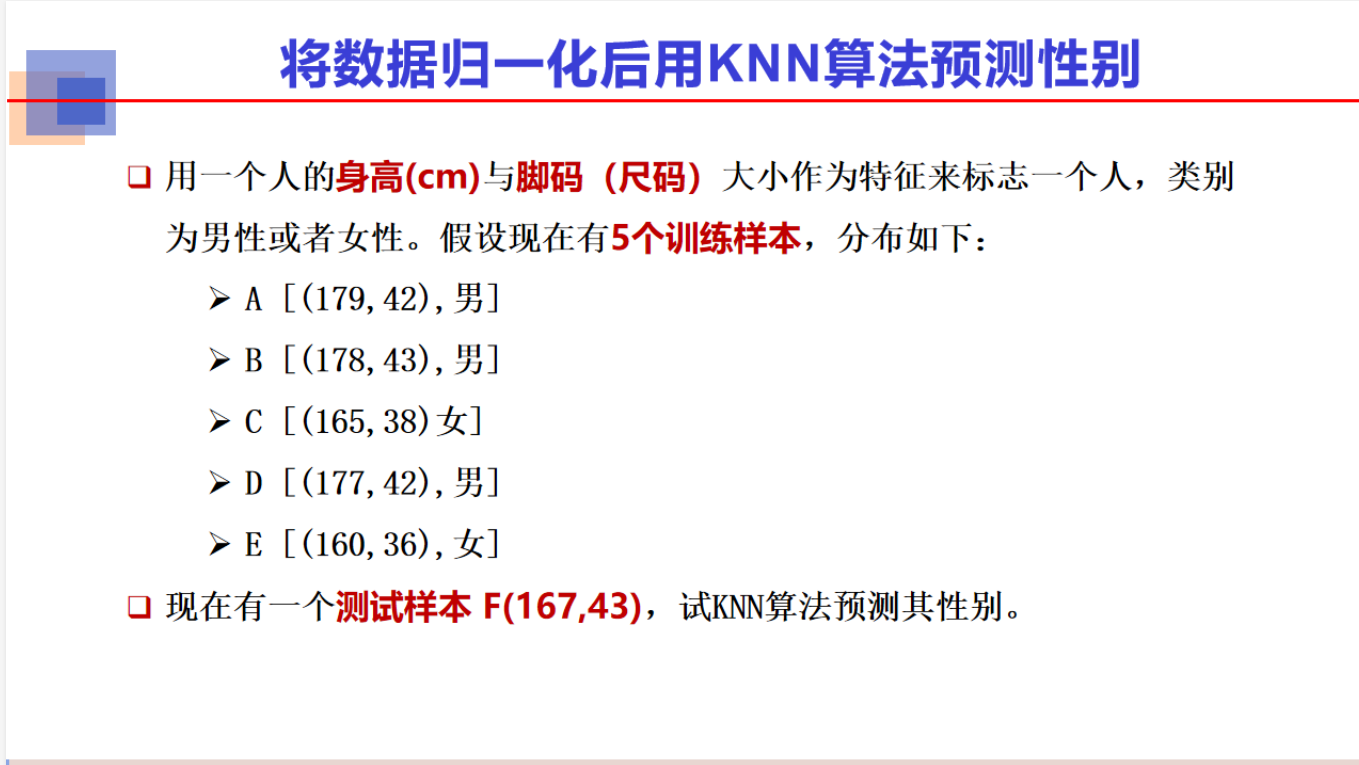 将数据归一化后用KNN算法预测性别
用一个人的身高(cm)与脚码（尺码）大小作为特征来标志一个人，类别
为男性或者女性。假设现在有5个训练样本，分布如下：
A [(179,42),男]
B [(178,43),男]
C [(165,38)女]
D [(177,42),男]
E [(160,36),女]
现在有一个测试样本 F(167,43)，试KNN算法预测其性别。